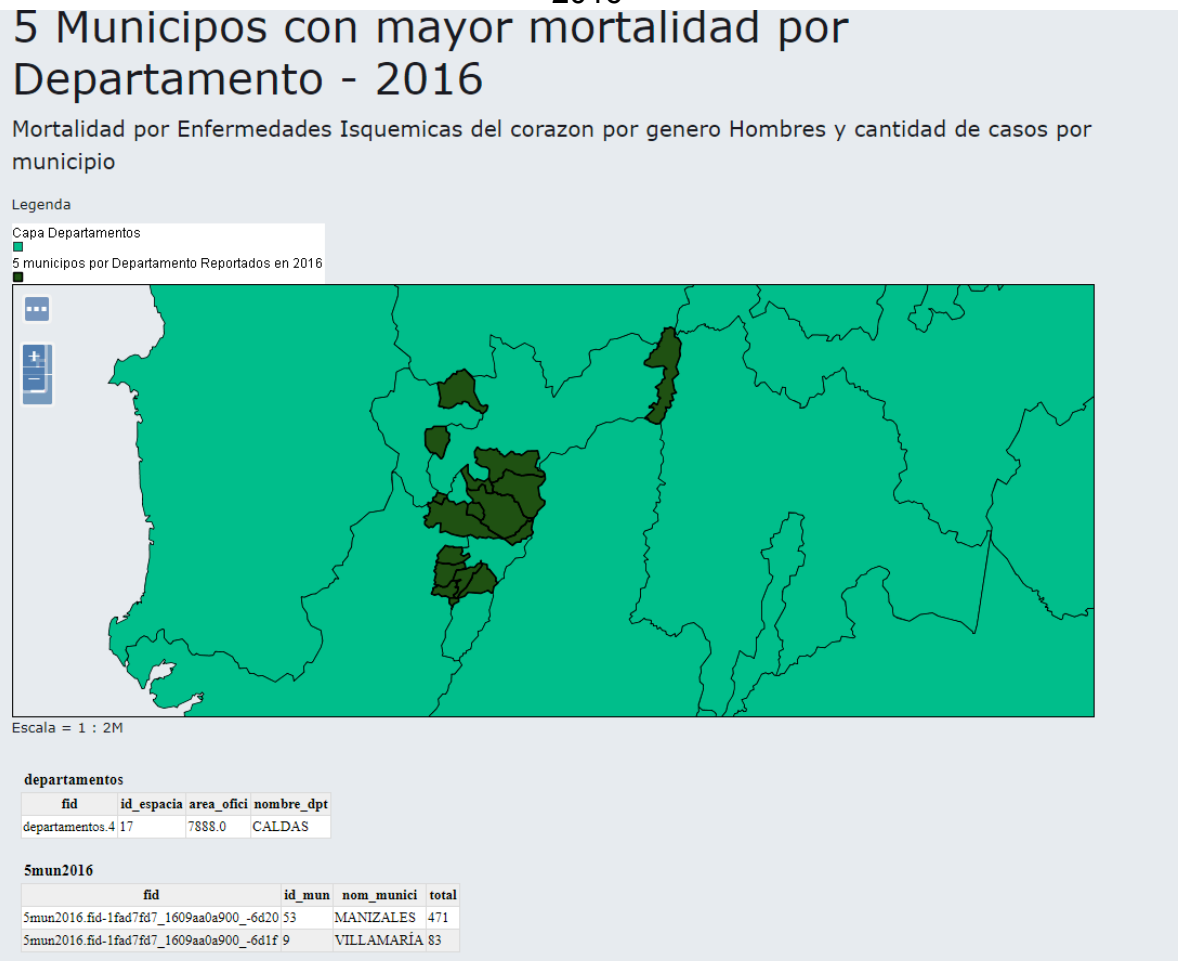 2016
5 Municipos con mayor mortalidad por
Departamento - 2016
Mortalidad por Enfermedades Isquemicas del corazon por genero Hombres y cantidad de casos por
municipio
Legenda
Capa Departamentos
5 municipos por Departamento Reportados en 2016
+
−
Escala = 1 : 2M
departamentos
fid id_espacia area_ofici nombre_dpt
departamentos.4 17 7888.0 CALDAS
5mun2016
fid id_mun nom_munici total
5mun2016.fid-1fad7fd7_1609aa0a900_-6d20 53 MANIZALES 471
5mun2016.fid-1fad7fd7_1609aa0a900_-6d1f 9 VILLAMARÍA 83